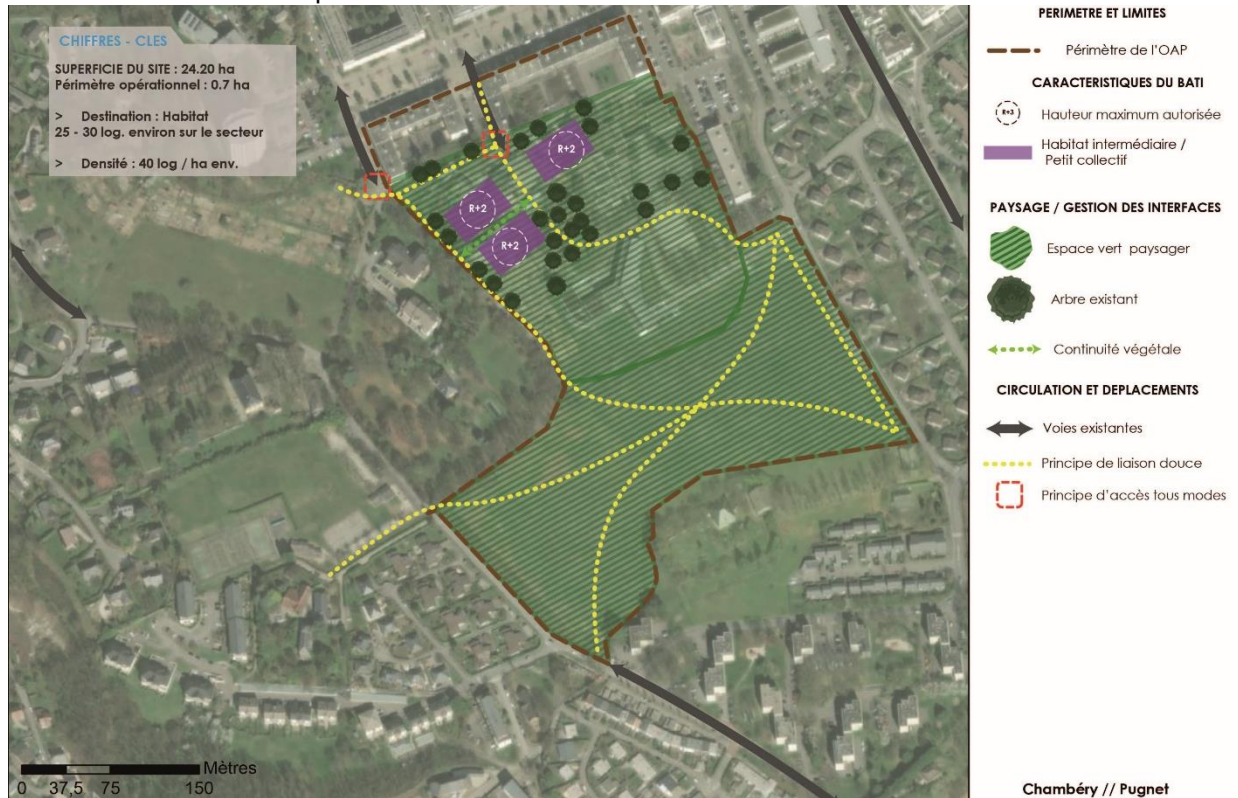 CHIFFRES - CLES
SUPERFICIE DU SITE : 24.20 ha
Périmètre opérationnel : 0.7 ha
> Destination : Habitat
25 - 30 log. environ sur le secteur
> Densité : 40 log / ha env.
R+2
R+2
R+2
Mètres
0 37,5 75 150
PERIMETRE ET LIMITES
Périmètre de l'OAP
CARACTERISTIQUES DU BATI
R+3
Hauteur maximum autorisée
Habitat intermédiaire /
Petit collectif
PAYSAGE / GESTION DES INTERFACES
Espace vert paysager
Arbre existant
Continuité végétale
CIRCULATION ET DEPLACEMENTS
Voies existantes
Principe de liaison douce
Principe d'accès tous modes
Chambéry // Pugnet